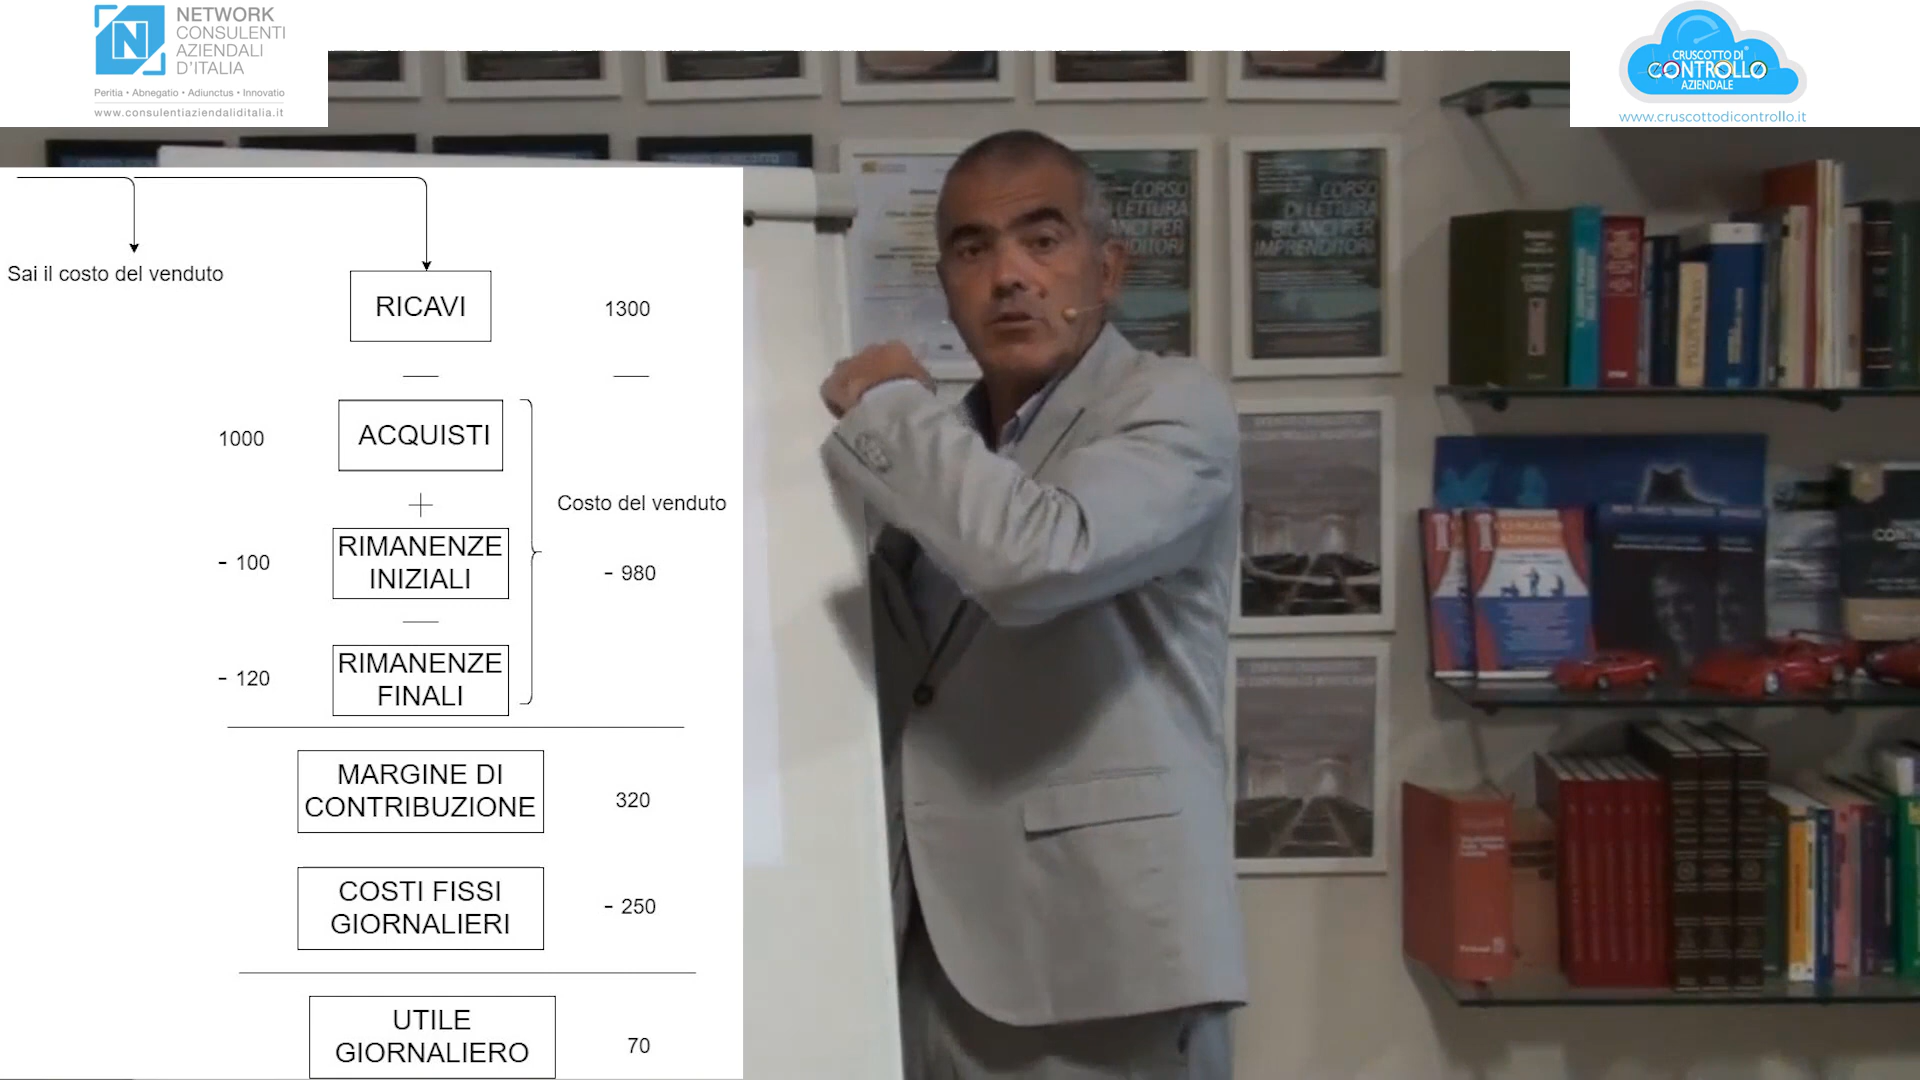 NETWORK
CONSULENTI
AZIENDALI
D'ITALIA
Peritia • Abnegatio • Adiunctus • Innovatio
www.consulentiaziendaliditalia.it
CRUSCOTTO DI
CONTROLLO
AZIENDALE
www.cruscottodicontrollo.it
Sai il costo del venduto
RICAVI
1300
1000
ACQUISTI
+
Costo del venduto
- 100
RIMANENZE
INIZIALI
- 980
- 120
RIMANENZE
FINALI
MARGINE DI
CONTRIBUZIONE
320
COSTI FISSI
GIORNALIERI
- 250
UTILE
GIORNALIERO
70
CORSO
DI LETTURA
BILANCI PER
IMPRENDITORI
CORSO
LETTURA